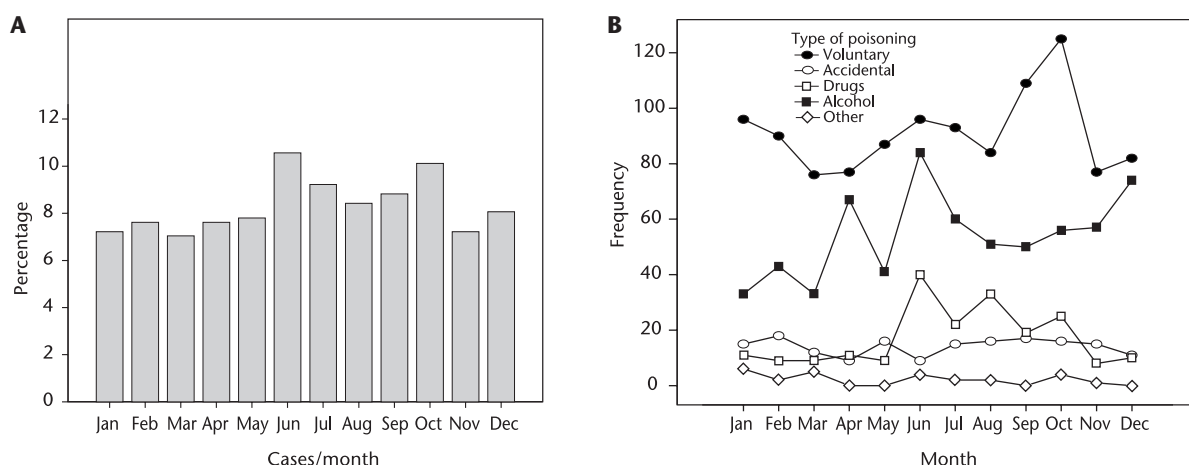 A
12
10
8
6
4
2
0
Percentage
Jan Feb Mar Apr May Jun Jul Aug Sep Oct Nov Dec
Cases/month
B
Type of poisoning
Voluntary
Accidental
Drugs
Alcohol
Other
120
100
80
60
40
20
0
Frequency
Jan Feb Mar Apr May Jun Jul Aug Sep Oct Nov Dec
Month